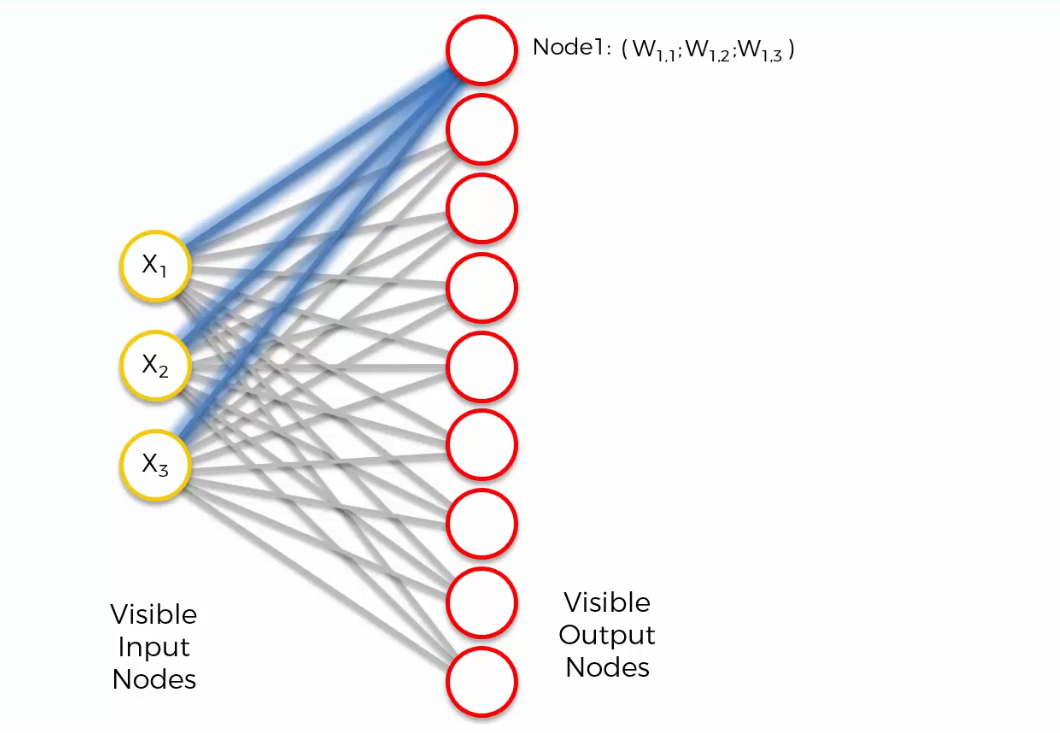 Node1: (W1,1;W1,2;W1,3)
X1
X2
X3
Visible
Input
Nodes
Visible
Output
Nodes